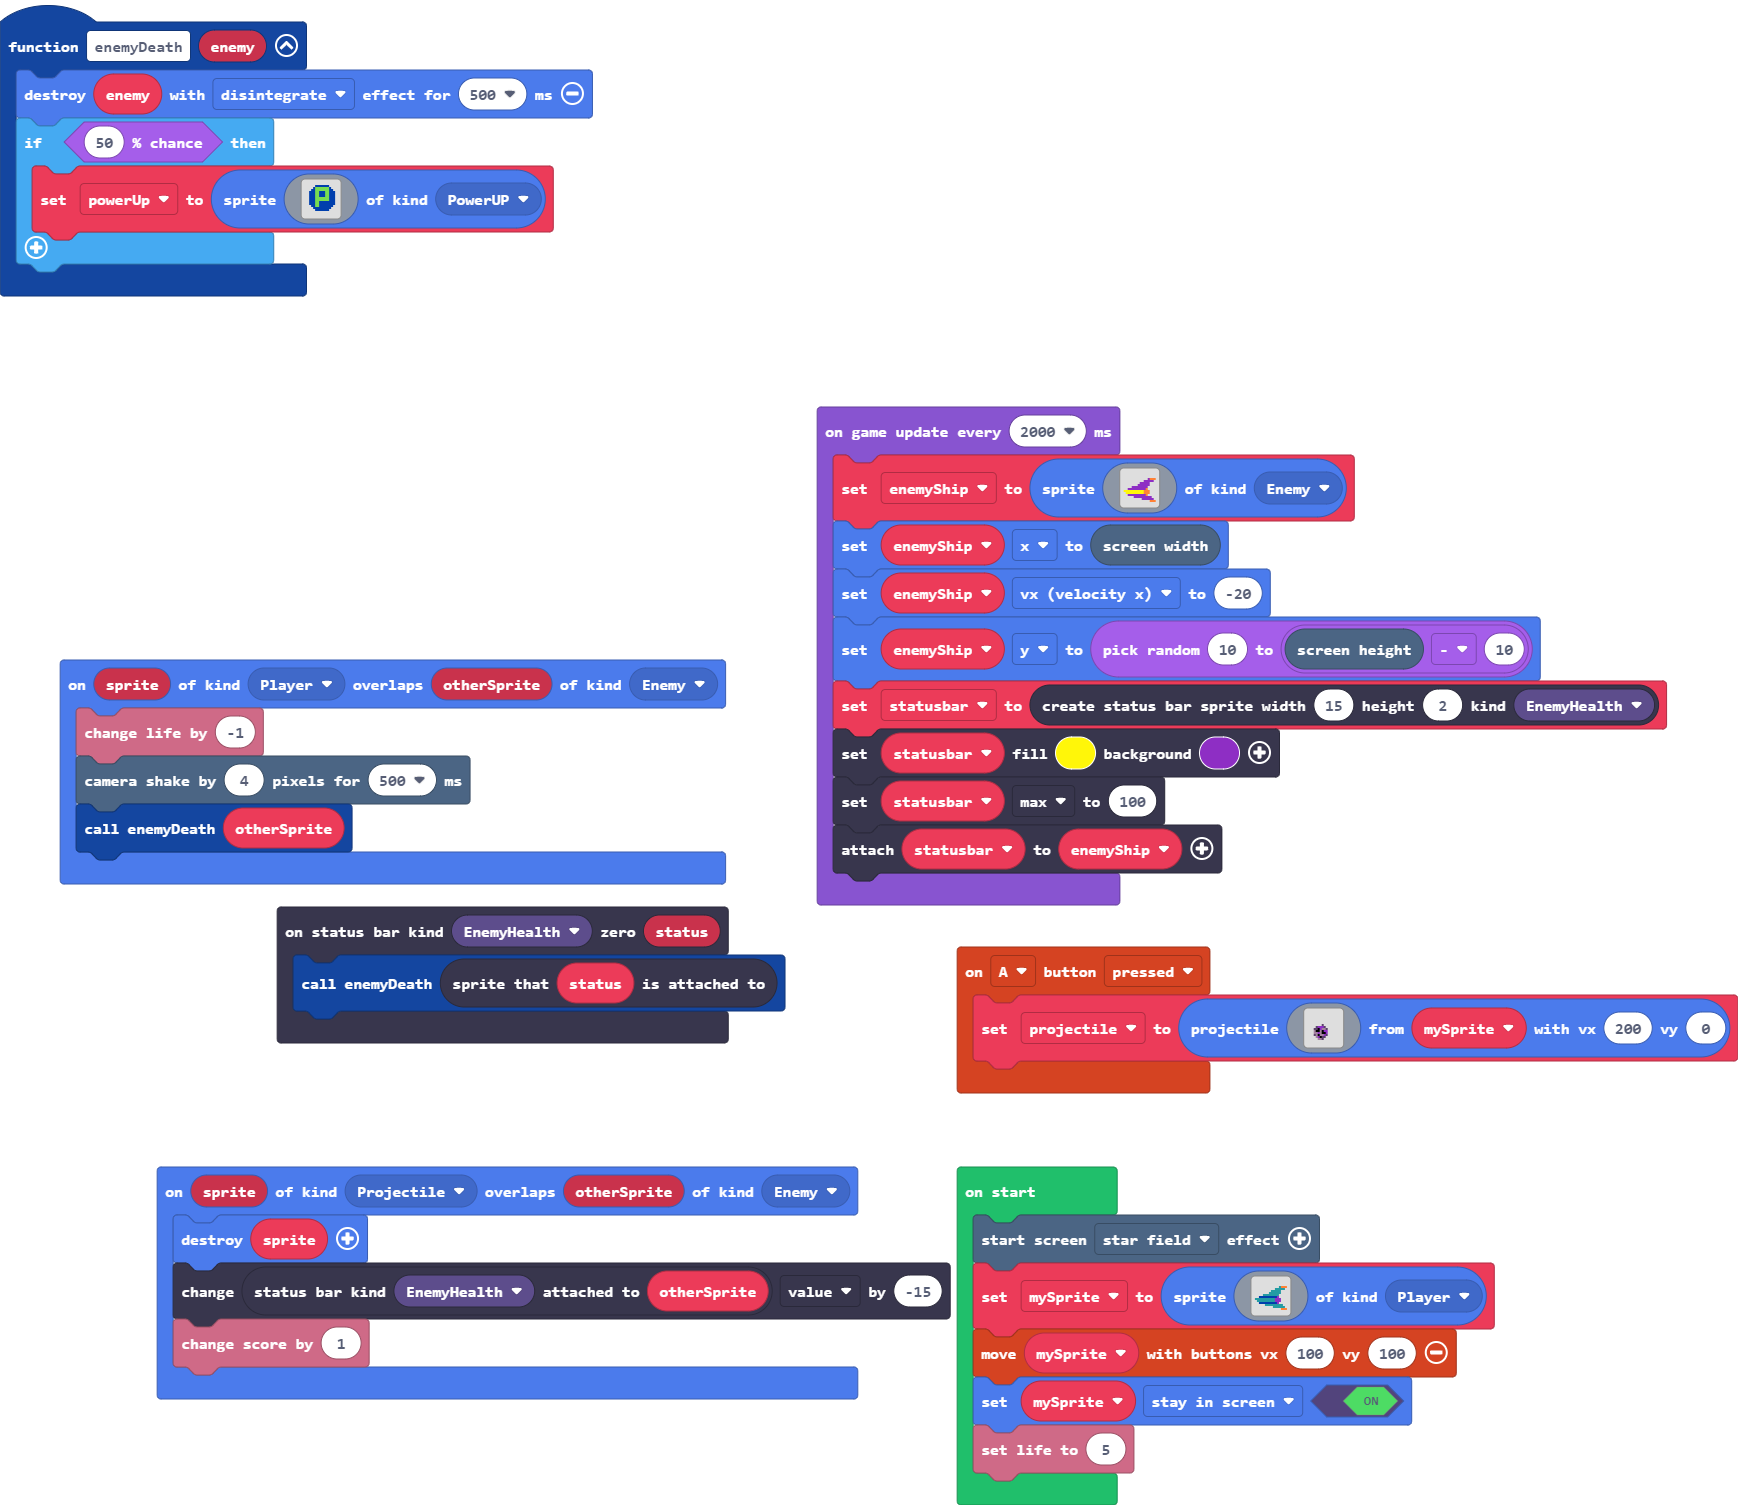 function enemyDeath enemy
destroy enemy with disintegrate effect for 500 ms
if 50 % chance then
set powerUp to sprite P of kind PowerUP
on game update every 2000 ms
set enemyShip to sprite of kind Enemy
set enemyShip x to screen width
set enemyShip vx (velocity x) to -20
set enemyShip y to pick random 10 to screen height - 10
set statusbar to create status bar sprite width 15 height 2 kind EnemyHealth
set statusbar fill background
set statusbar max to 100
attach statusbar to enemyShip
on sprite of kind Player overlaps otherSprite of kind Enemy
change life by -1
camera shake by 4 pixels for 500 ms
call enemyDeath otherSprite
on status bar kind EnemyHealth zero status
call enemyDeath sprite that status is attached to
on A button pressed
set projectile to projectile from mySprite with vx 200 vy 0
on sprite of kind Projectile overlaps otherSprite of kind Enemy
destroy sprite
change status bar kind EnemyHealth attached to otherSprite value by -15
change score by 1
on start
start screen star field effect
set mySprite to sprite of kind Player
move mySprite with buttons vx 100 vy 100
set mySprite stay in screen ON
set life to 5